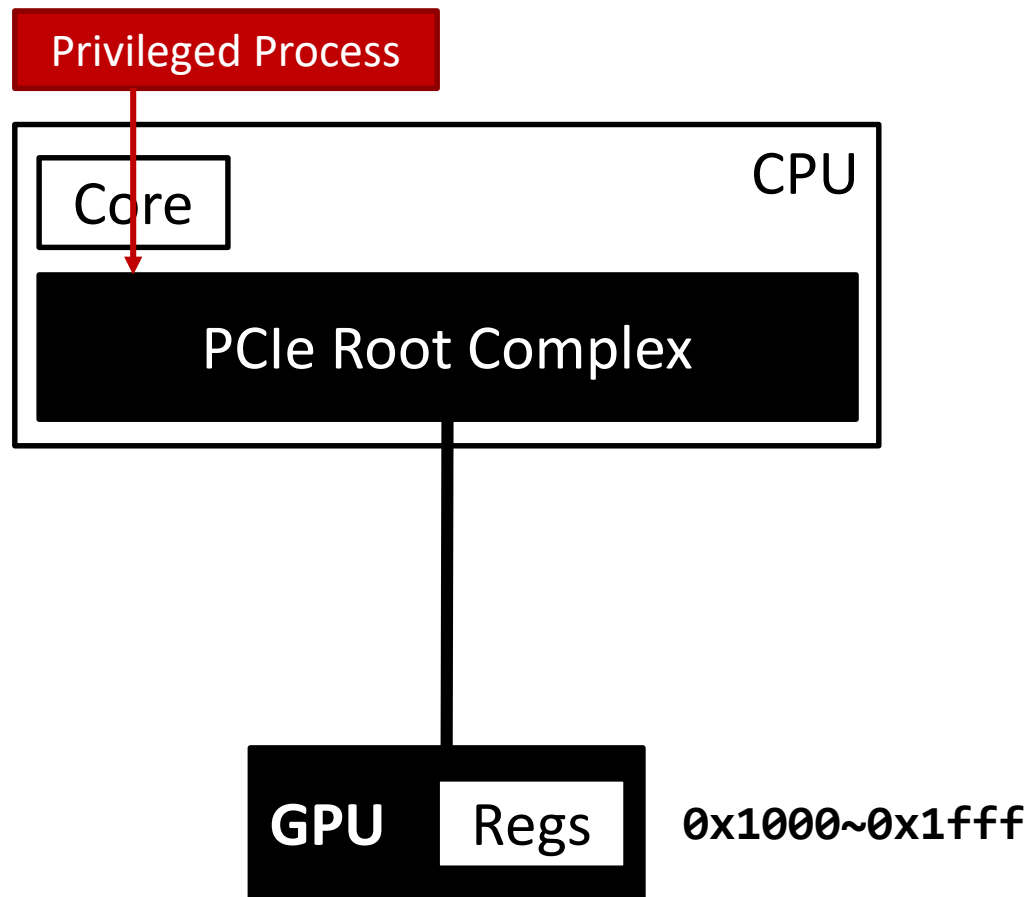 Privileged Process
CPU
Core
PCIe Root Complex
GPU
Regs
0x1000~0x1fff